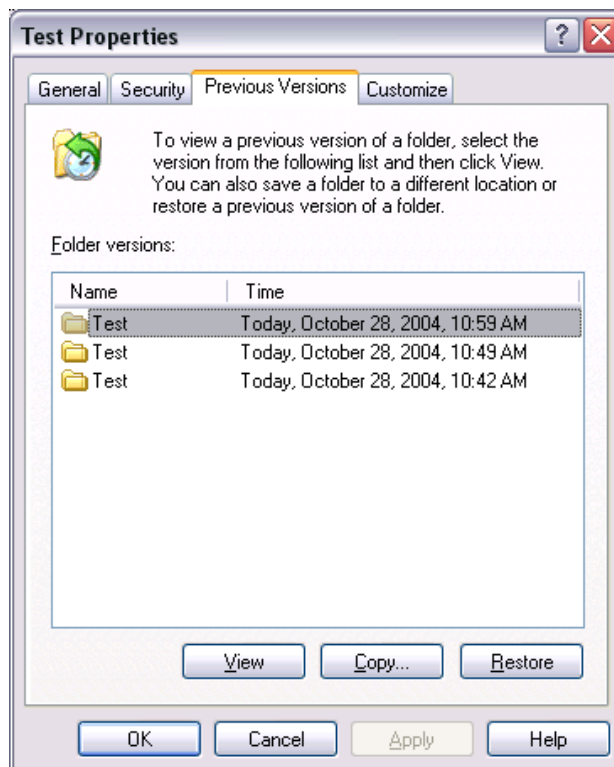 Test Properties
General Security Previous Versions Customize
To view a previous version of a folder, select the
version from the following list and then click View.
You can also save a folder to a different location or
restore a previous version of a folder.
Folder versions:
Name Time
Test Today, October 28, 2004, 10:59 AM
Test Today, October 28, 2004, 10:49 AM
Test Today, October 28, 2004, 10:42 AM
View Copy... Restore
OK Cancel Apply Help